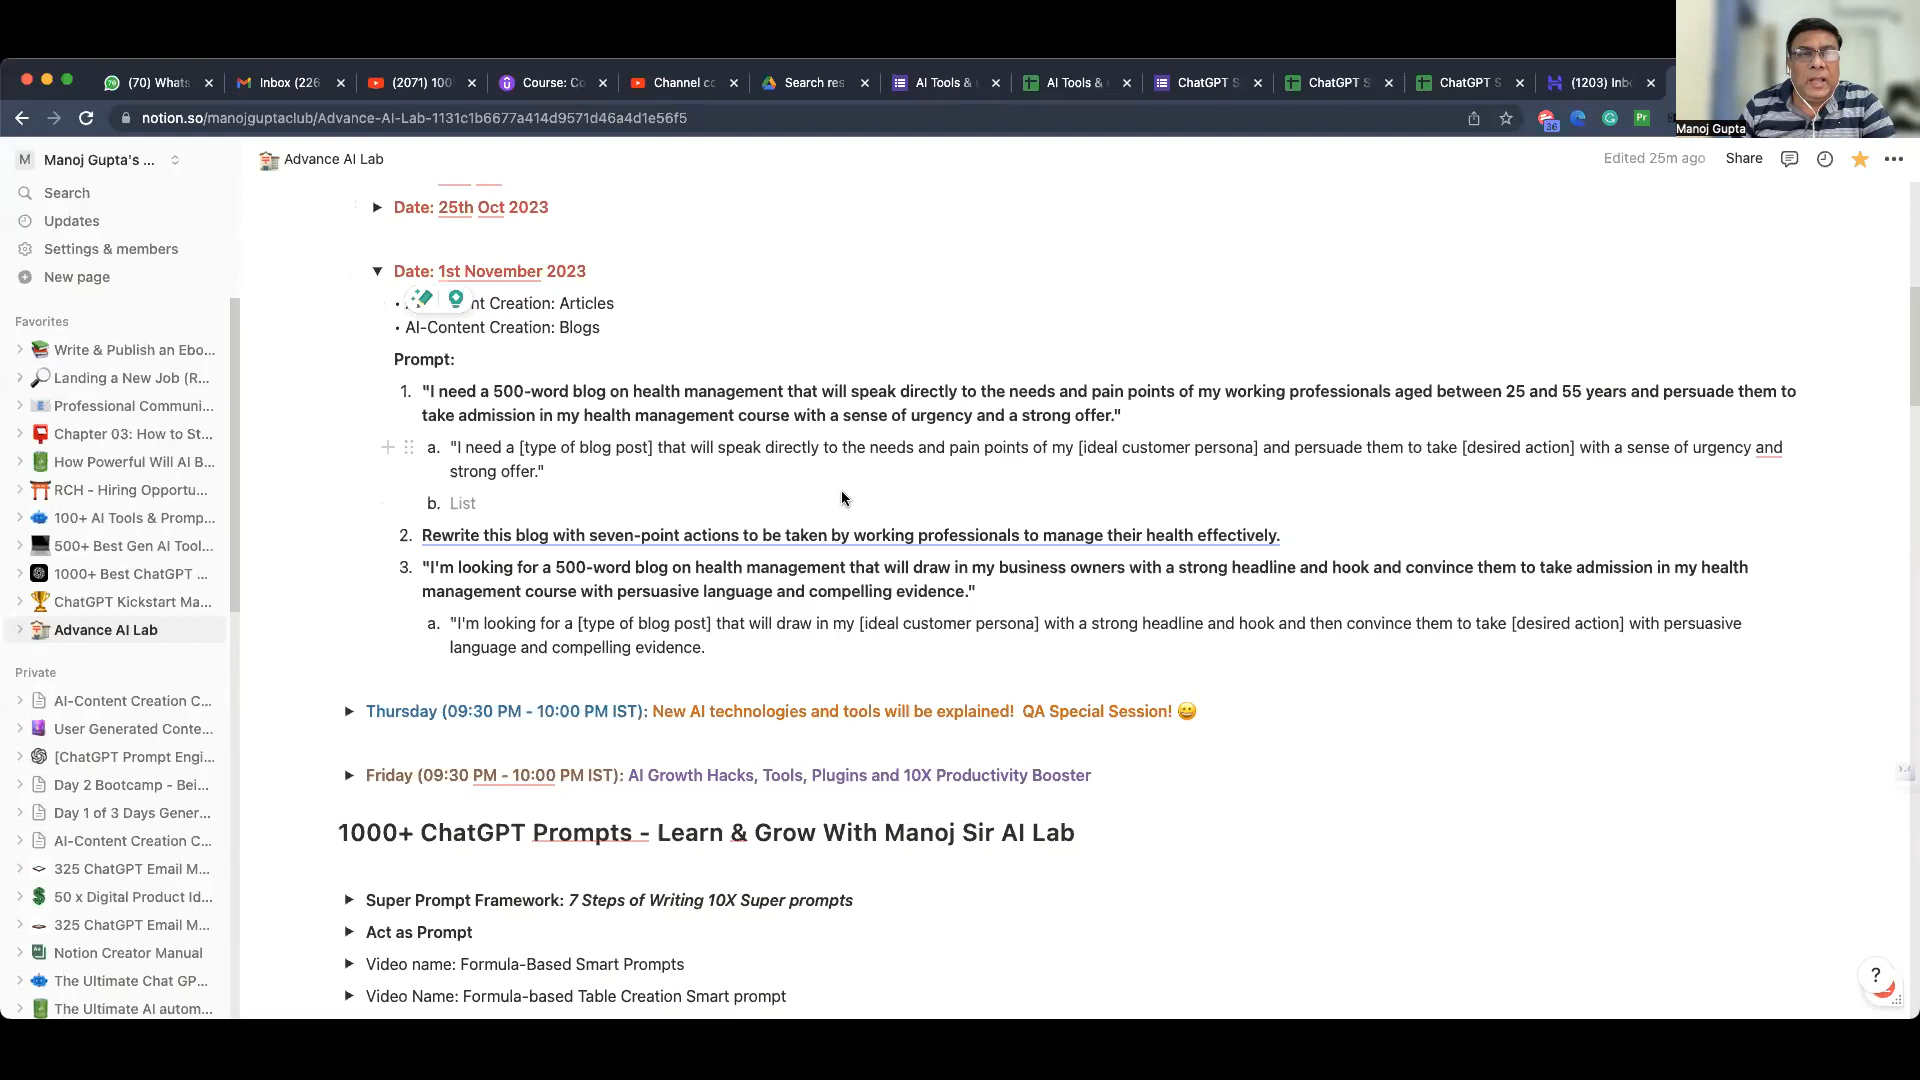 (70) Whats
Inbox (226
(2071) 100
Course: Co
Channel co
Search res
AI Tools &
AI Tools &
ChatGPT S
ChatGPT S
ChatGPT S
(1203) Inb
notion.so/manojguptaclub/Advance-AI-Lab-1131c1b6677a414d9571d46a4d1e56f5
36
Pr
Manoj Gupta
M Manoj Gupta's ...
Advance AI Lab
Edited 25m ago
Share
Search
Updates
Settings & members
New page
Favorites
Write & Publish an Ebo...
Landing a New Job (R...
Professional Communi...
Chapter 03: How to St...
How Powerful Will AI B...
RCH - Hiring Opportu...
100+ AI Tools & Promp...
500+ Best Gen AI Tool...
1000+ Best ChatGPT ...
ChatGPT Kickstart Ma...
Advance AI Lab
Private
AI-Content Creation C...
User Generated Conte...
[ChatGPT Prompt Engi...
Day 2 Bootcamp - Bei...
Day 1 of 3 Days Gener...
AI-Content Creation C...
325 ChatGPT Email M...
50 x Digital Product Id...
325 ChatGPT Email M...
Notion Creator Manual
The Ultimate Chat GP...
The Ultimate AI autom...
Date: 25th Oct 2023
Date: 1st November 2023
• nt Creation: Articles
• AI-Content Creation: Blogs
Prompt:
1. "I need a 500-word blog on health management that will speak directly to the needs and pain points of my working professionals aged between 25 and 55 years and persuade them to
take admission in my health management course with a sense of urgency and a strong offer."
a. "I need a [type of blog post] that will speak directly to the needs and pain points of my [ideal customer persona] and persuade them to take [desired action] with a sense of urgency and
strong offer."
b. List
2. Rewrite this blog with seven-point actions to be taken by working professionals to manage their health effectively.
3. "I'm looking for a 500-word blog on health management that will draw in my business owners with a strong headline and hook and convince them to take admission in my health
management course with persuasive language and compelling evidence."
a. "I'm looking for a [type of blog post] that will draw in my [ideal customer persona] with a strong headline and hook and then convince them to take [desired action] with persuasive
language and compelling evidence.
Thursday (09:30 PM - 10:00 PM IST): New AI technologies and tools will be explained! QA Special Session! 😀
Friday (09:30 PM - 10:00 PM IST): AI Growth Hacks, Tools, Plugins and 10X Productivity Booster
1000+ ChatGPT Prompts - Learn & Grow With Manoj Sir AI Lab
Super Prompt Framework: 7 Steps of Writing 10X Super prompts
Act as Prompt
Video name: Formula-Based Smart Prompts
Video Name: Formula-based Table Creation Smart prompt
?